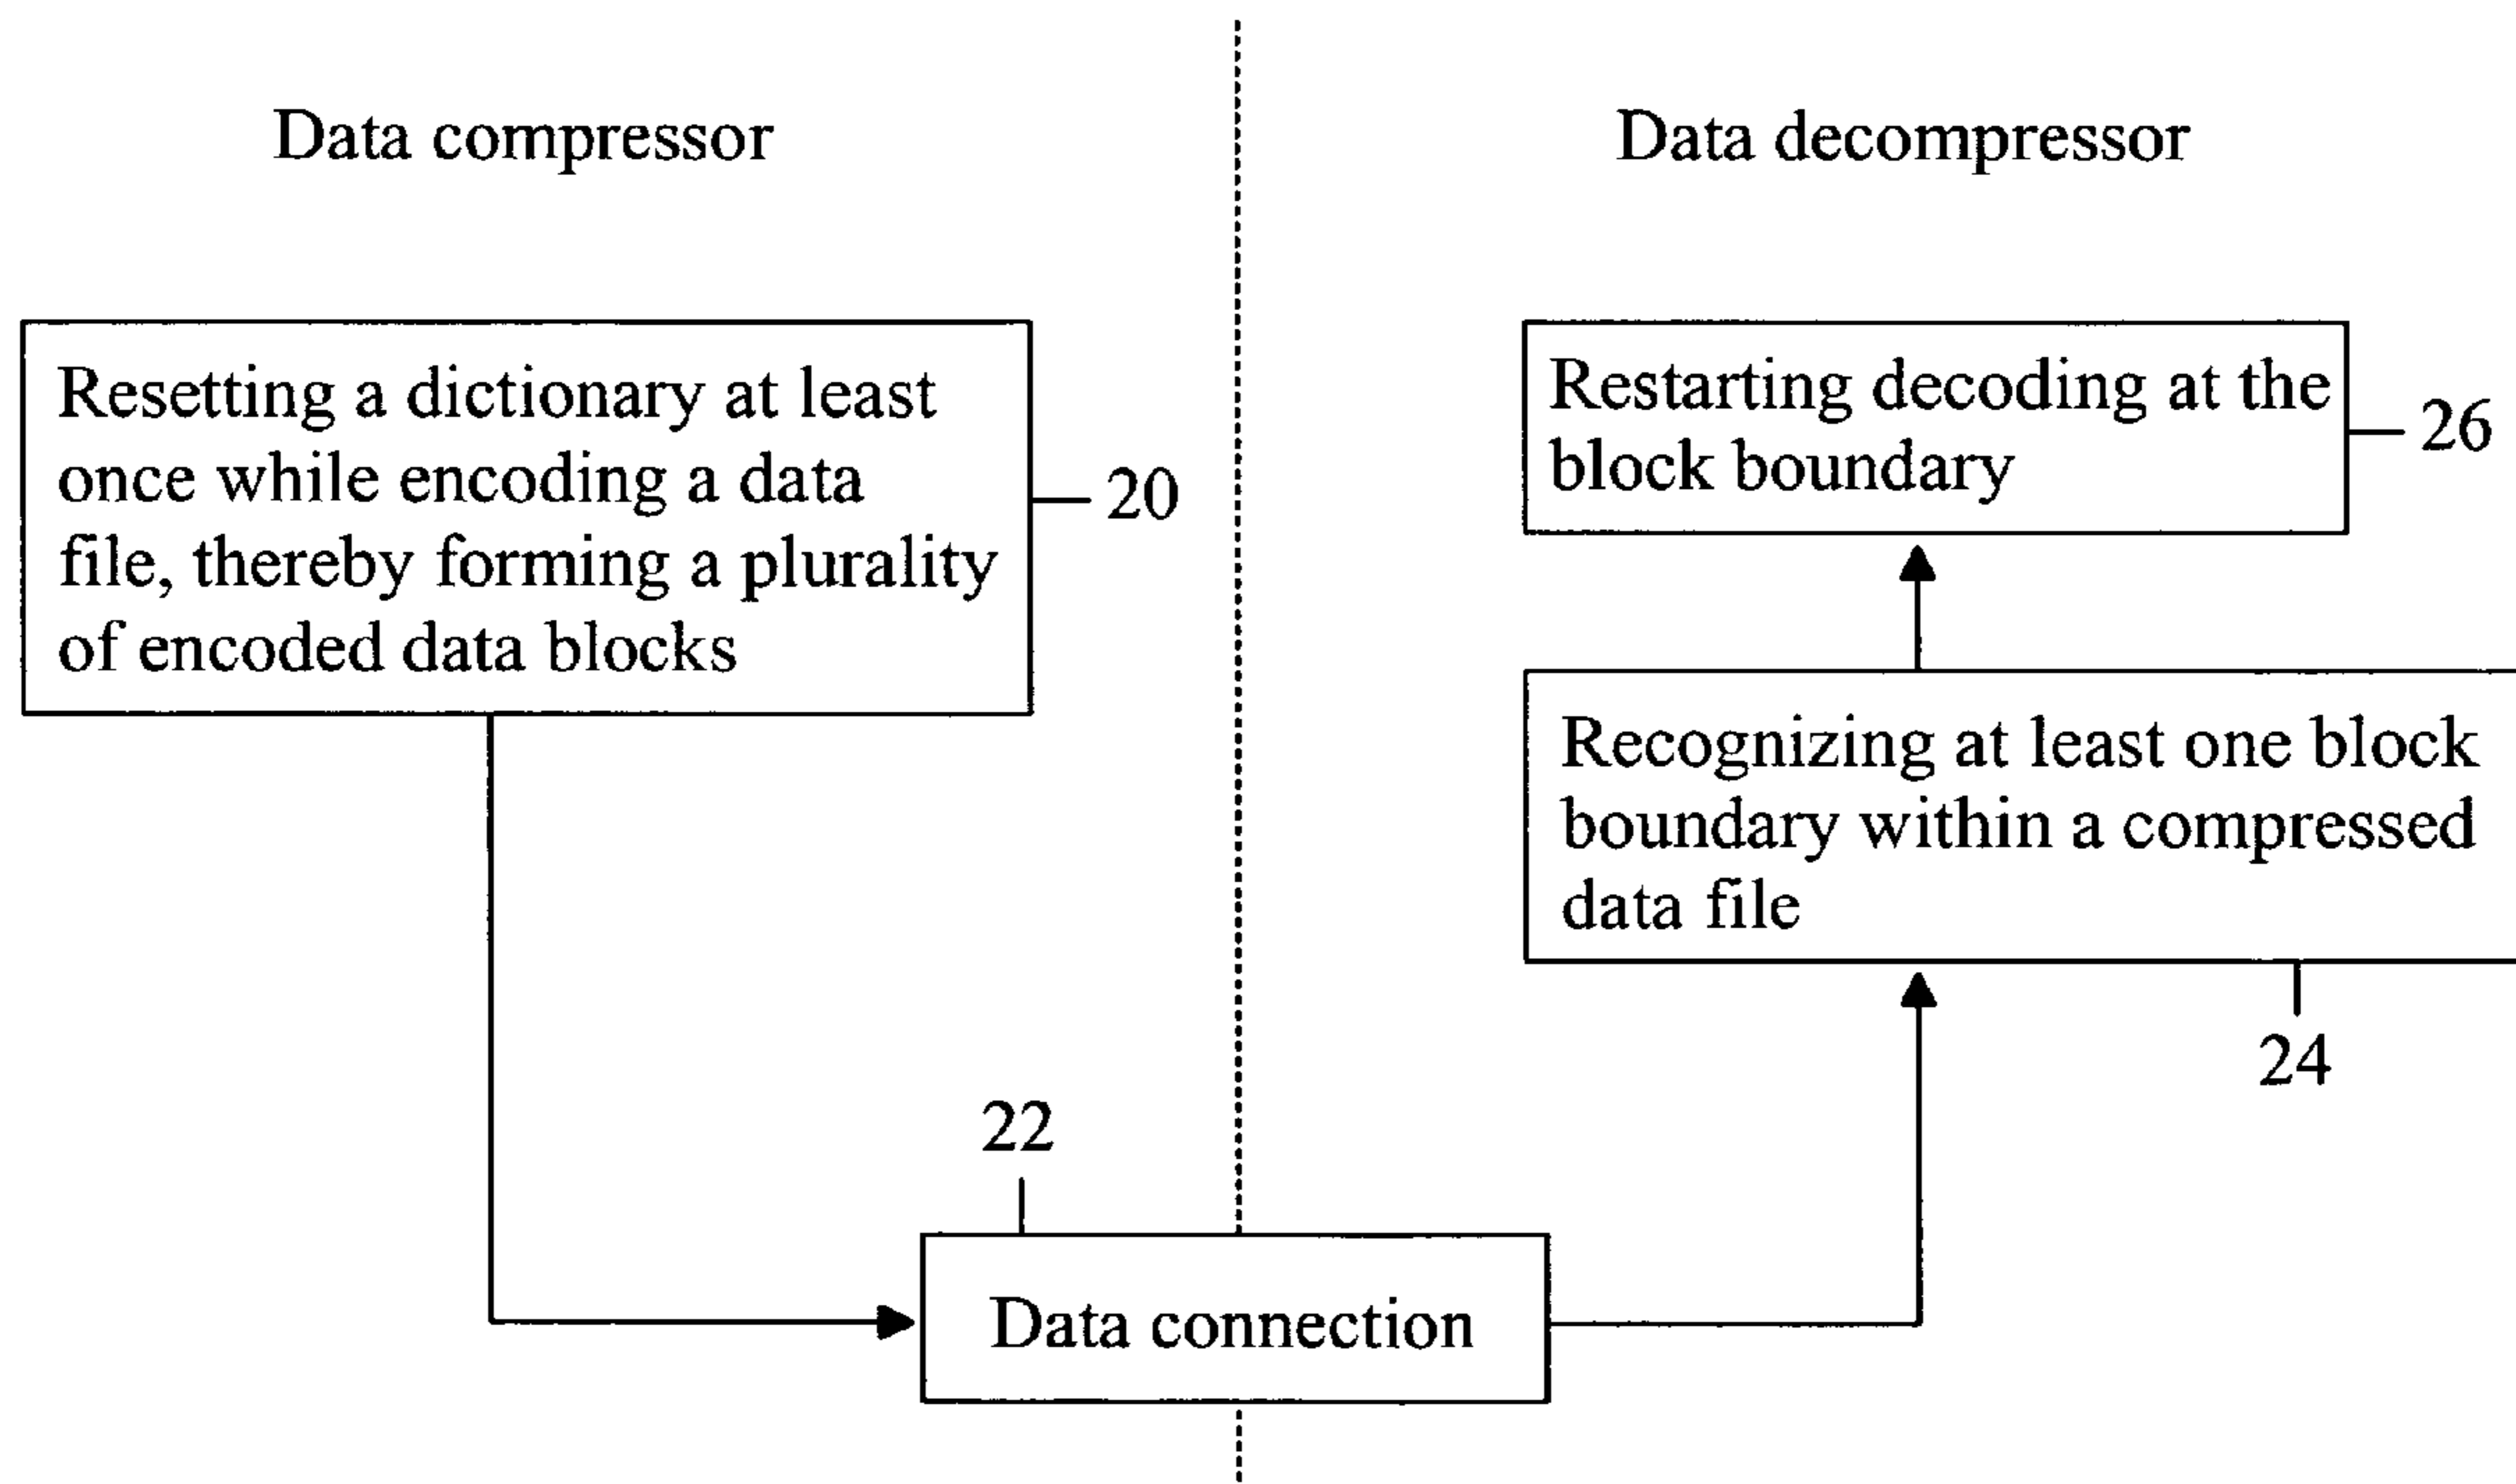 Data compressor
Data decompressor
Resetting a dictionary at least
once while encoding a data
file, thereby forming a plurality
of encoded data blocks
20
Restarting decoding at the
block boundary
26
Recognizing at least one block
boundary within a compressed
data file
24
22
Data connection